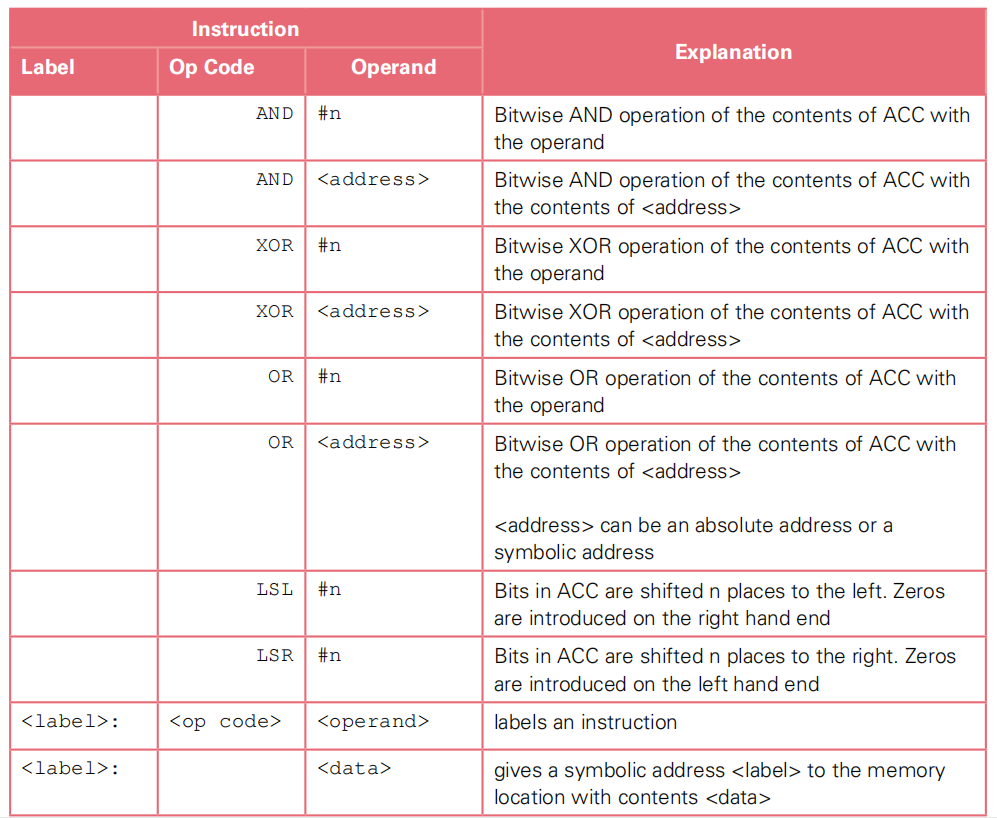 Instruction
Explanation
Label Op Code Operand
AND #n Bitwise AND operation of the contents of ACC with
the operand
AND <address> Bitwise AND operation of the contents of ACC with
the contents of <address>
XOR #n Bitwise XOR operation of the contents of ACC with
the operand
XOR <address> Bitwise XOR operation of the contents of ACC with
the contents of <address>
OR #n Bitwise OR operation of the contents of ACC with
the operand
OR <address> Bitwise OR operation of the contents of ACC with
the contents of <address>
<address> can be an absolute address or a
symbolic address
LSL #n Bits in ACC are shifted n places to the left. Zeros
are introduced on the right hand end
LSR #n Bits in ACC are shifted n places to the right. Zeros
are introduced on the left hand end
<label>: <op code> <operand> labels an instruction
<label>: <data> gives a symbolic address <label> to the memory
location with contents <data>